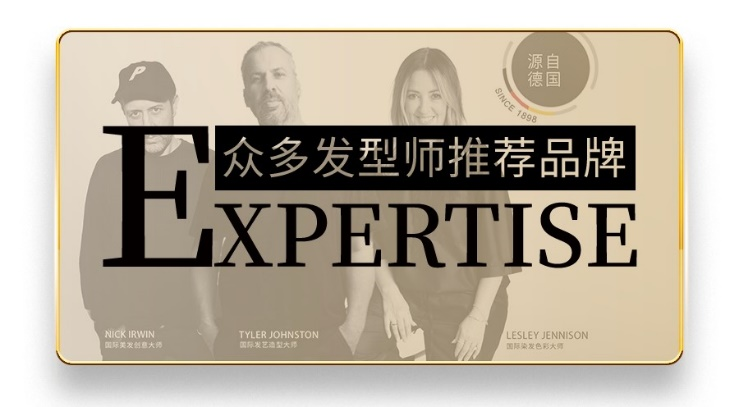 P
源自
德国
SINCE 1898
众多发型师推荐品牌
EXPERTISE
NICK IRWIN
国际美发创意大师
TYLER JOHNSTON
国际发艺造型大师
LESLEY JENNISON
国际染发色彩大师